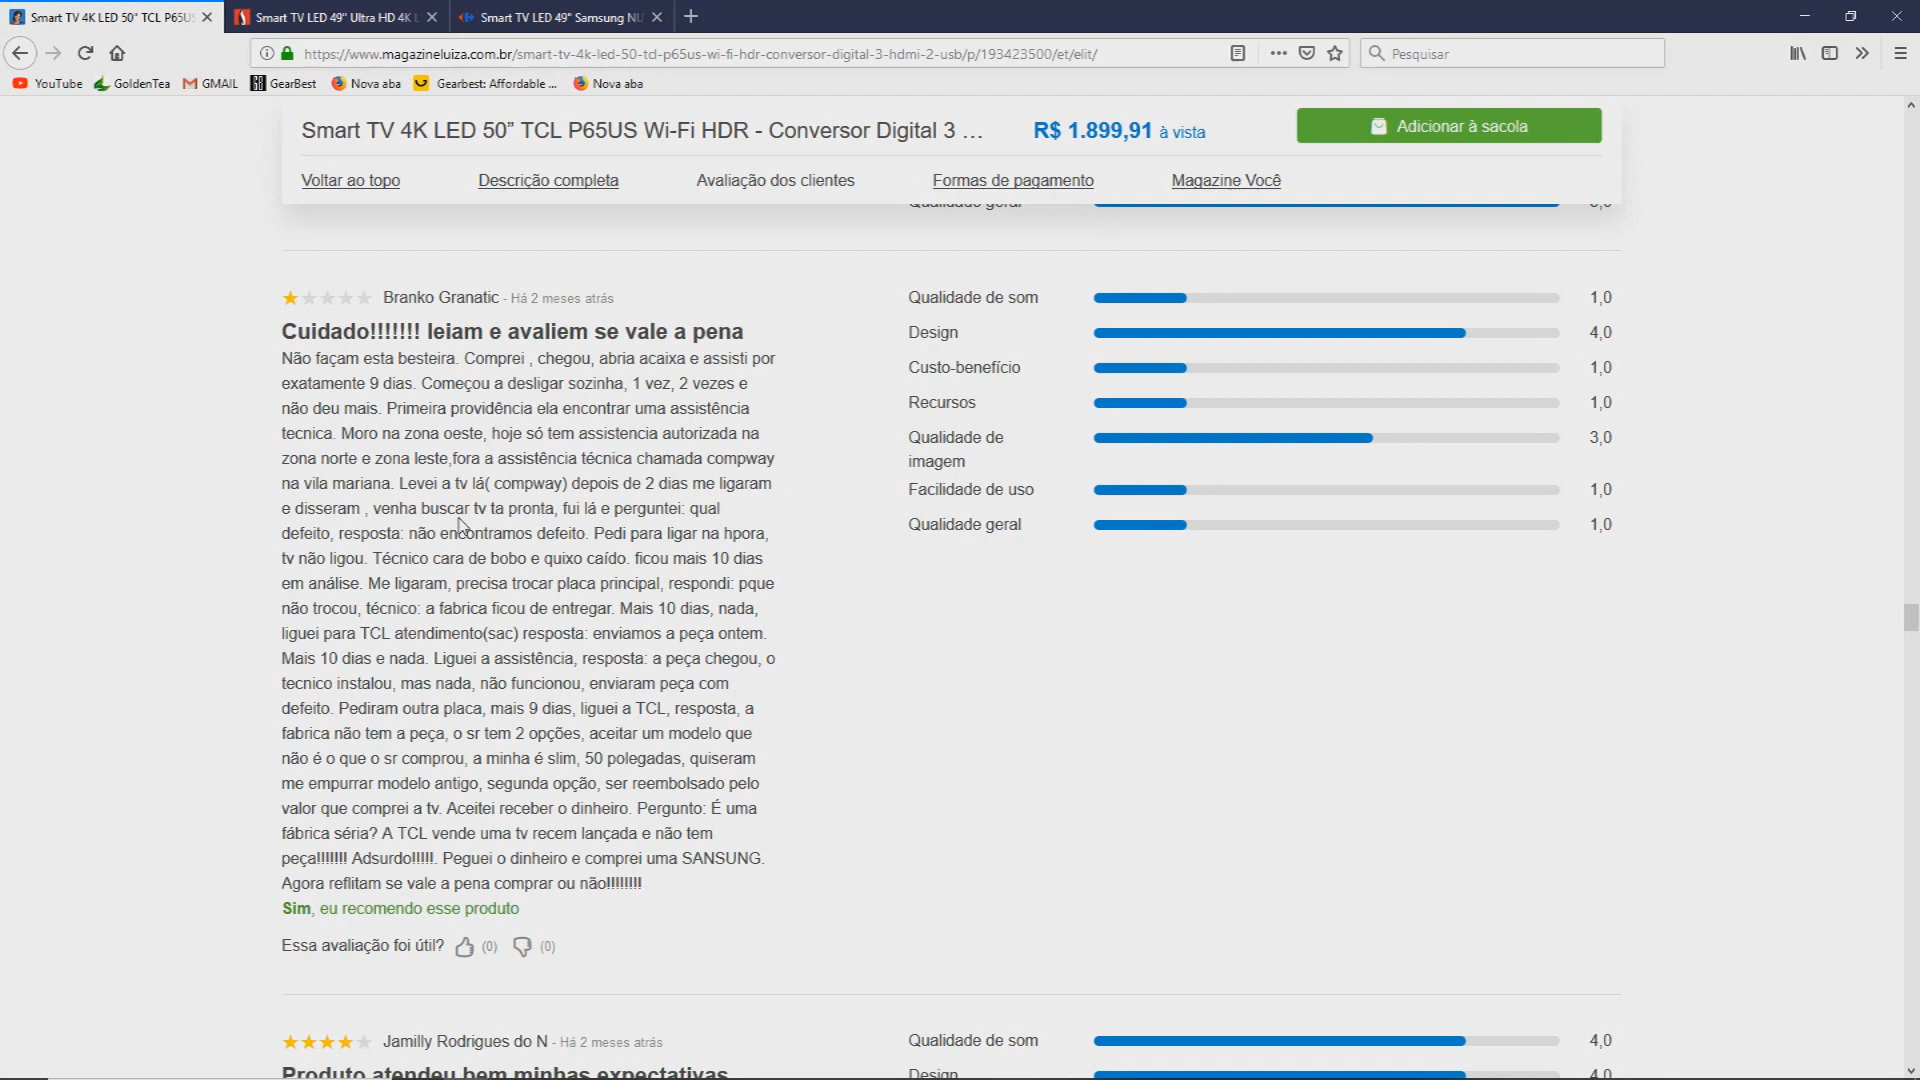 Smart TV 4K LED 50" TCL P65US
Smart TV LED 49" Ultra HD 4K L
Smart TV LED 49" Samsung NU
https://www.magazineluiza.com.br/smart-tv-4k-led-50-tcl-p65us-wi-fi-hdr-conversor-digital-3-hdmi-2-usb/p/193423500/et/elit/
Pesquisar
YouTube GoldenTea GMAIL GearBest Nova aba Gearbest: Affordable ... Nova aba
Smart TV 4K LED 50” TCL P65US Wi-Fi HDR - Conversor Digital 3 ... R$ 1.899,91 à vista Adicionar à sacola
Voltar ao topo Descrição completa Avaliação dos clientes Formas de pagamento Magazine Você
Qualidade geral 5,0
Branko Granatic - Há 2 meses atrás
Cuidado!!!!!!! leiam e avaliem se vale a pena
Não façam esta besteira. Comprei , chegou, abria acaixa e assisti por
exatamente 9 dias. Começou a desligar sozinha, 1 vez, 2 vezes e
não deu mais. Primeira providência ela encontrar uma assistência
tecnica. Moro na zona oeste, hoje só tem assistencia autorizada na
zona norte e zona leste,fora a assistência técnica chamada compway
na vila mariana. Levei a tv lá( compway) depois de 2 dias me ligaram
e disseram , venha buscar tv ta pronta, fui lá e perguntei: qual
defeito, resposta: não encontramos defeito. Pedi para ligar na hpora,
tv não ligou. Técnico cara de bobo e quixo caído. ficou mais 10 dias
em análise. Me ligaram, precisa trocar placa principal, respondi: pque
não trocou, técnico: a fabrica ficou de entregar. Mais 10 dias, nada,
liguei para TCL atendimento(sac) resposta: enviamos a peça ontem.
Mais 10 dias e nada. Liguei a assistência, resposta: a peça chegou, o
tecnico instalou, mas nada, não funcionou, enviaram peça com
defeito. Pediram outra placa, mais 9 dias, liguei a TCL, resposta, a
fabrica não tem a peça, o sr tem 2 opções, aceitar um modelo que
não é o que o sr comprou, a minha é slim, 50 polegadas, quiseram
me empurrar modelo antigo, segunda opção, ser reembolsado pelo
valor que comprei a tv. Aceitei receber o dinheiro. Pergunto: É uma
fábrica séria? A TCL vende uma tv recem lançada e não tem
peça!!!!!!! Adsurdo!!!!!. Peguei o dinheiro e comprei uma SANSUNG.
Agora reflitam se vale a pena comprar ou não!!!!!!!!
Sim, eu recomendo esse produto
Essa avaliação foi útil? (0) (0)
Qualidade de som 1,0
Design 4,0
Custo-benefício 1,0
Recursos 1,0
Qualidade de
imagem 3,0
Facilidade de uso 1,0
Qualidade geral 1,0
Jamilly Rodrigues do N - Há 2 meses atrás
Produto atendeu bem minhas expectativas
Qualidade de som 4,0
Design 4,0